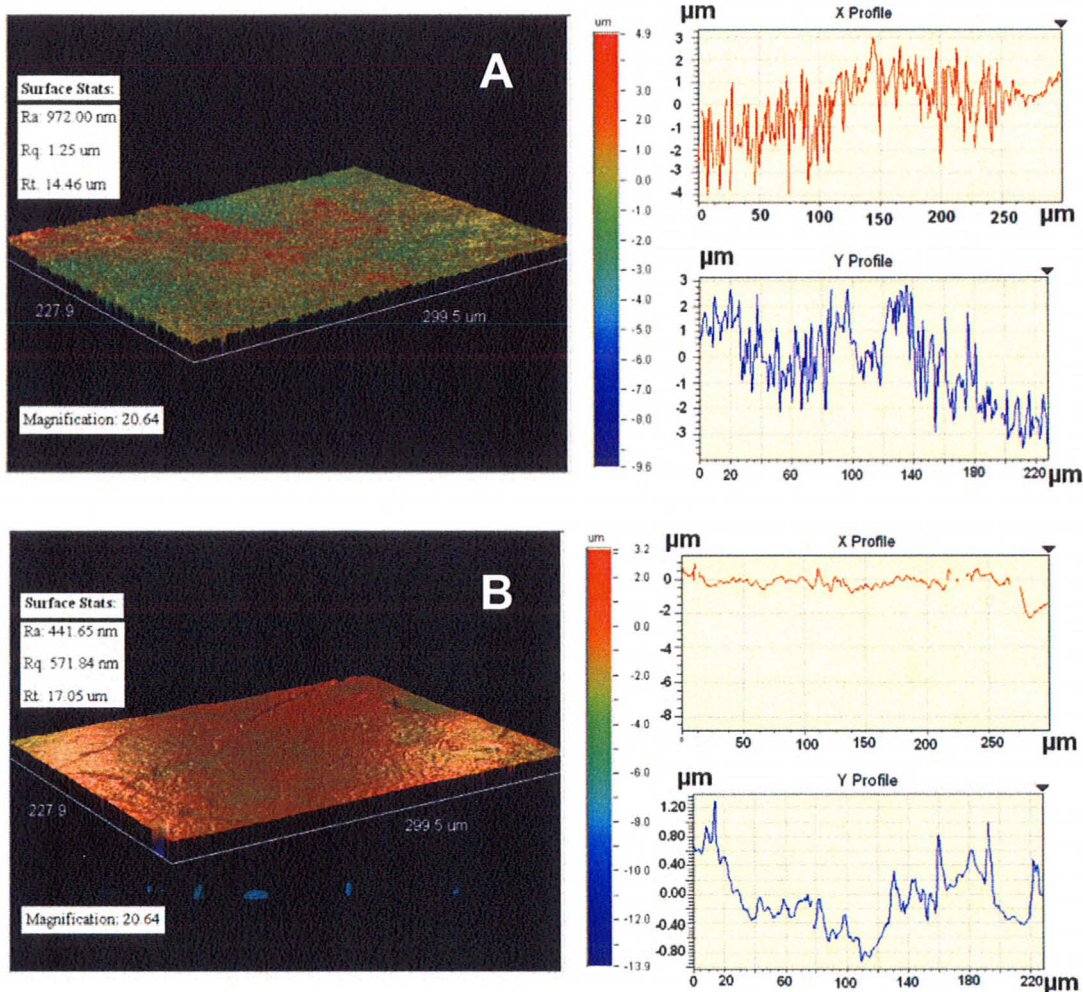 A
Surface Stats:
Ra: 972.00 nm
Rq: 1.25 um
Rt: 14.46 um
227.9
299.5 um
Magnification: 20.64
um
4.9
3.0
2.0
1.0
0.0
-1.0
-2.0
-3.0
-4.0
-5.0
-6.0
-7.0
-8.0
-9.6
µm
X Profile
3
2
1
0
-1
-2
-3
-4
0 50 100 150 200 250
µm
µm
Y Profile
3
2
1
0
-1
-2
-3
0 20 60 100 140 180 220
µm
B
Surface Stats:
Ra: 441.65 nm
Rq: 571.84 nm
Rt: 17.05 um
227.9
299.5 um
Magnification: 20.64
um
3.2
2.0
0.0
-2.0
-4.0
-6.0
-8.0
-10.0
-12.0
-13.9
µm
X Profile
0
-2
-4
-6
-8
0 50 100 150 200 250
µm
µm
Y Profile
1.20
0.80
0.40
0.00
-0.40
-0.80
0 20 60 100 140 180 220
µm